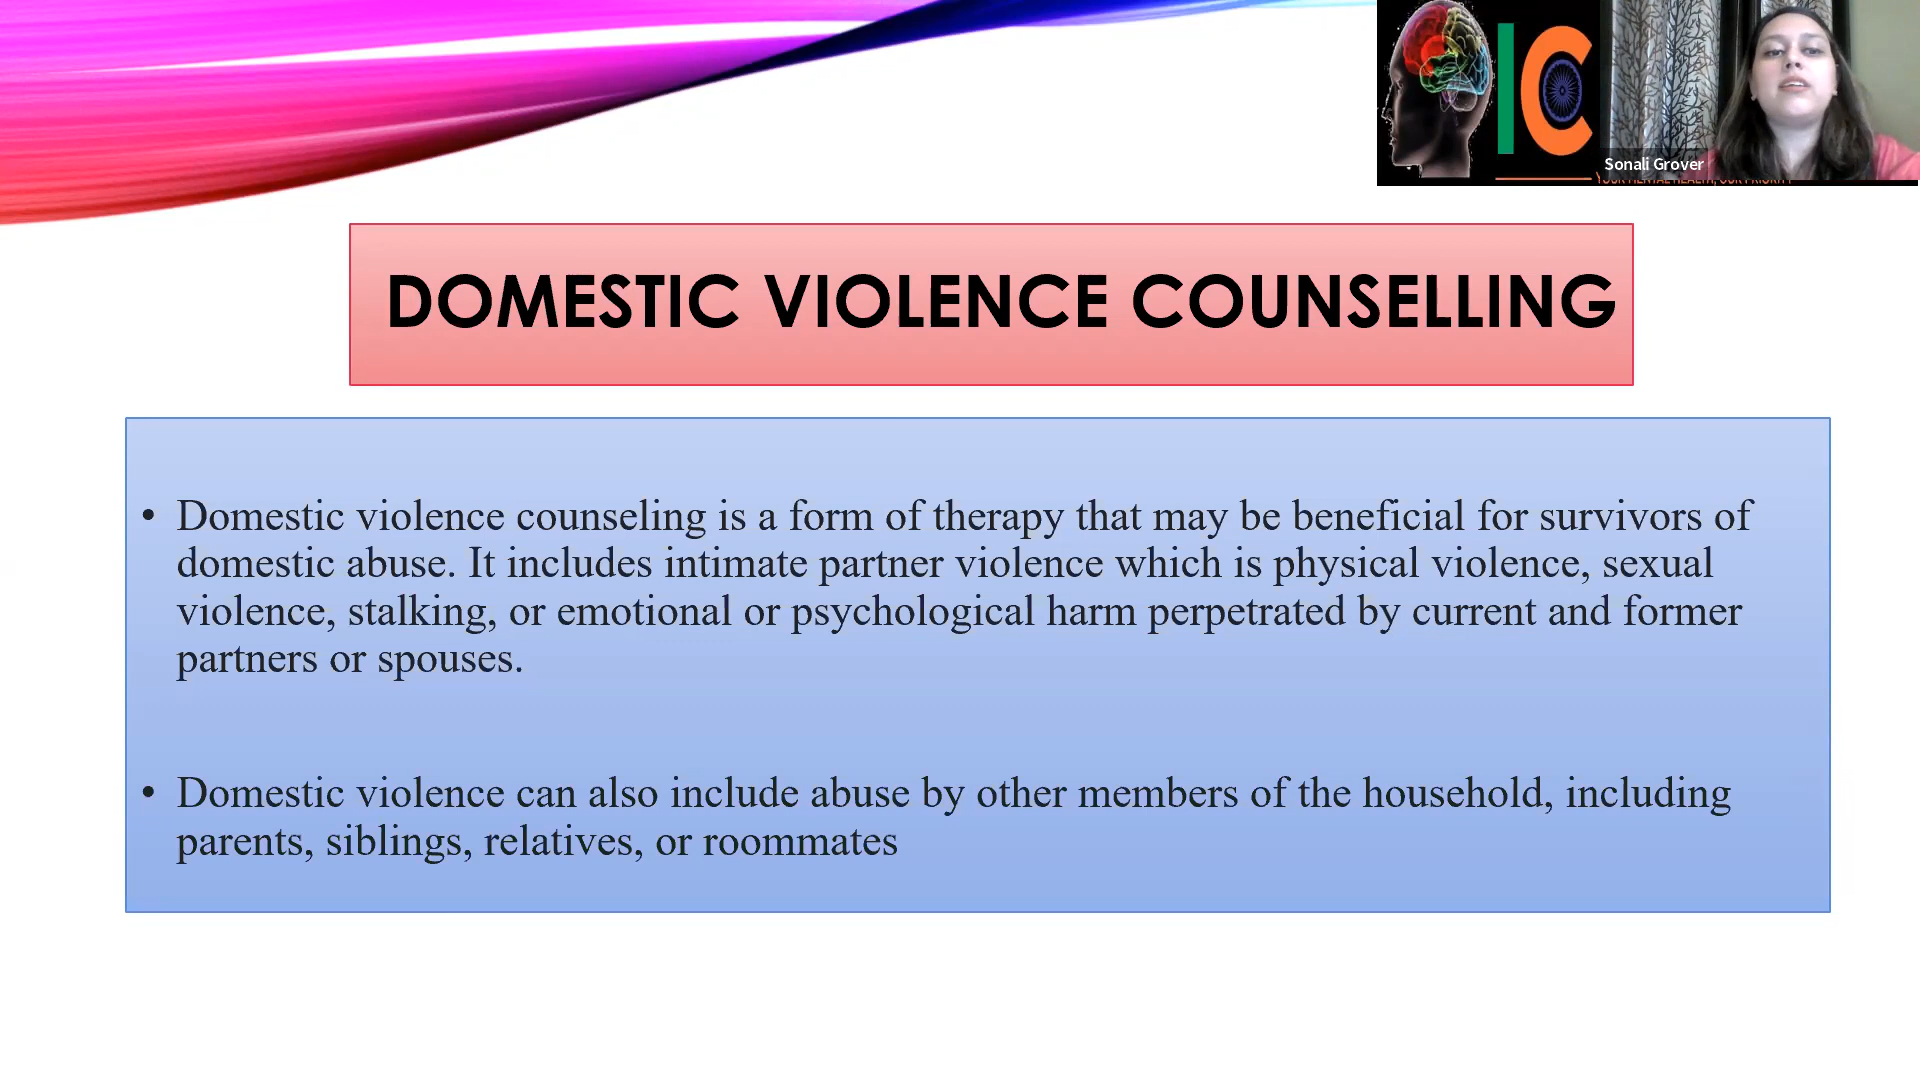 IC
Sonali Grover
DOMESTIC VIOLENCE COUNSELLING
• Domestic violence counseling is a form of therapy that may be beneficial for survivors of
domestic abuse. It includes intimate partner violence which is physical violence, sexual
violence, stalking, or emotional or psychological harm perpetrated by current and former
partners or spouses.
• Domestic violence can also include abuse by other members of the household, including
parents, siblings, relatives, or roommates